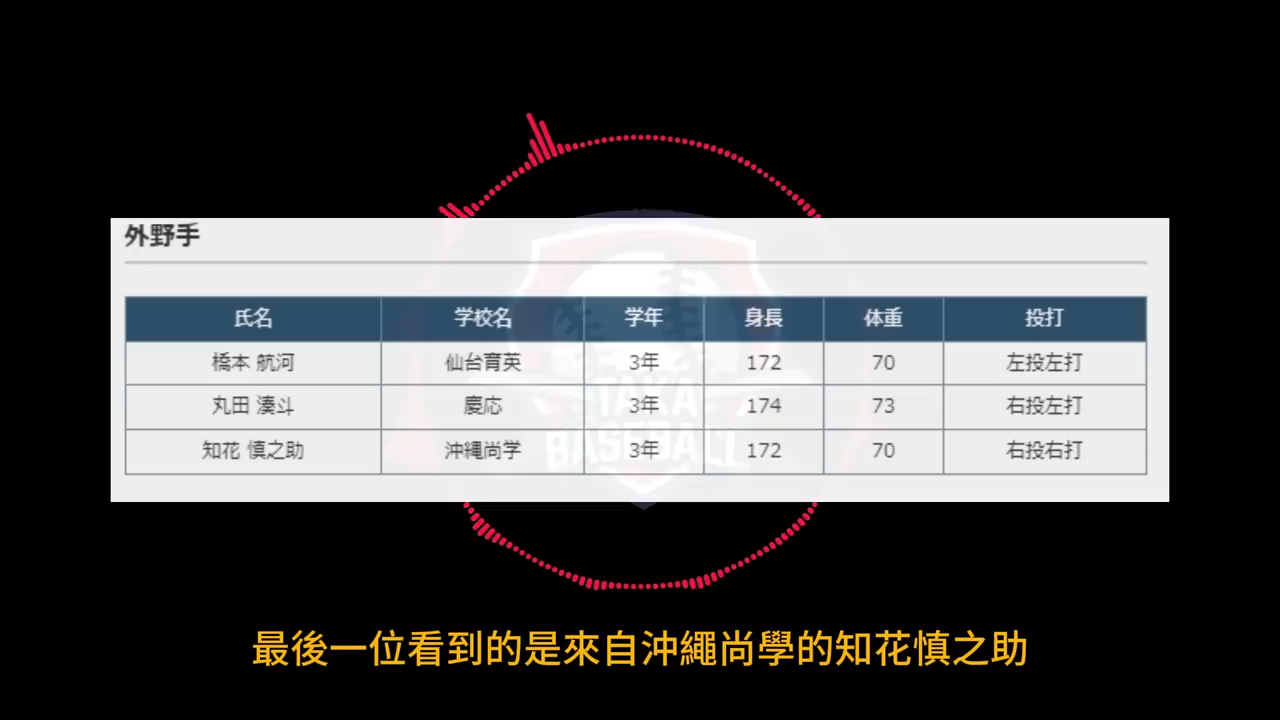 外野手
氏名 学校名 学年 身長 体重 投打
橋本 航河 仙台育英 3年 172 70 左投左打
丸田 湊斗 慶応 3年 174 73 右投左打
知花 慎之助 沖縄尚学 3年 172 70 右投右打
TAKA
BASEBALL
最後一位看到的是來自沖繩尚學的知花慎之助